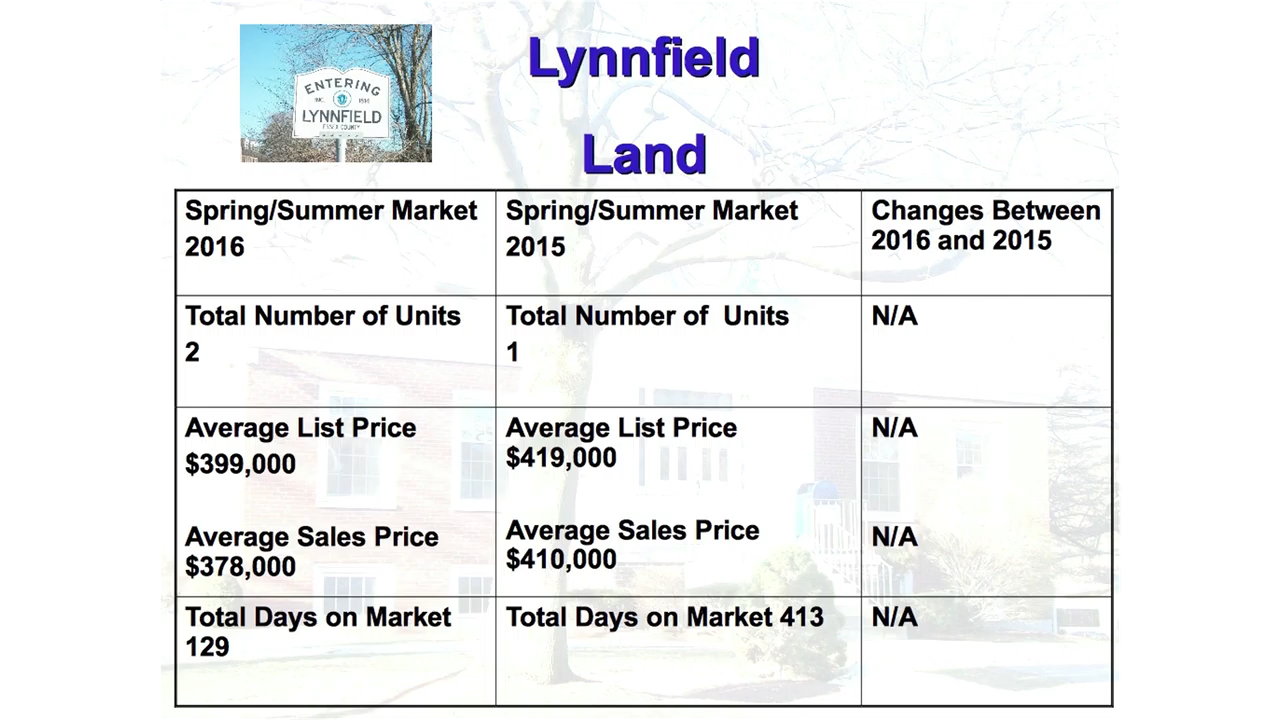 Lynnfield
Land
ENTERING
LYNNFIELD
ESSEX COUNTY
Spring/Summer Market
2016
Spring/Summer Market
2015
Changes Between
2016 and 2015
Total Number of Units
2
Total Number of Units
1
N/A
Average List Price
$399,000
Average Sales Price
$378,000
Average List Price
$419,000
Average Sales Price
$410,000
N/A
N/A
Total Days on Market
129
Total Days on Market 413
N/A